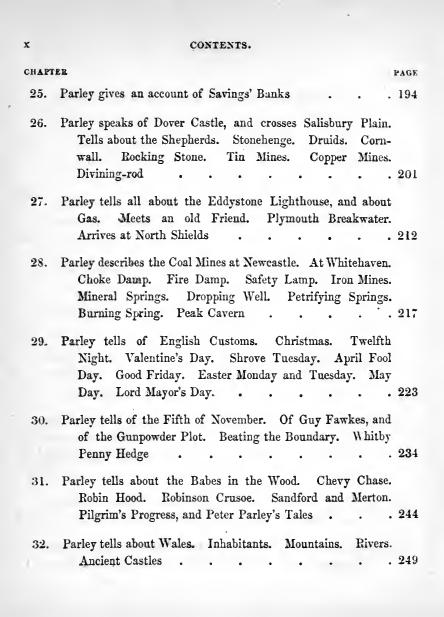 x CONTENTS.
CHAPTER PAGE
25. Parley gives an account of Savings' Banks . . . 194
26. Parley speaks of Dover Castle, and crosses Salisbury Plain.
Tells about the Shepherds. Stonehenge. Druids. Corn-
wall. Rocking Stone. Tin Mines. Copper Mines.
Divining-rod . . . . . . . . 201
27. Parley tells all about the Eddystone Lighthouse, and about
Gas. Meets an old Friend. Plymouth Breakwater.
Arrives at North Shields . . . . . . 212
28. Parley describes the Coal Mines at Newcastle. At Whitehaven.
Choke Damp. Fire Damp. Safety Lamp. Iron Mines.
Mineral Springs. Dropping Well. Petrifying Springs.
Burning Spring. Peak Cavern . . . . . 217
29. Parley tells of English Customs. Christmas. Twelfth
Night. Valentine's Day. Shrove Tuesday. April Fool
Day. Good Friday. Easter Monday and Tuesday. May
Day. Lord Mayor's Day. . . . . . . 223
30. Parley tells of the Fifth of November. Of Guy Fawkes, and
of the Gunpowder Plot. Beating the Boundary. Whitby
Penny Hedge . . . . . . . . 234
31. Parley tells about the Babes in the Wood. Chevy Chase.
Robin Hood. Robinson Crusoe. Sandford and Merton.
Pilgrim's Progress, and Peter Parley's Tales . . . 244
32. Parley tells about Wales. Inhabitants. Mountains. Rivers.
Ancient Castles . . . . . . . . 249